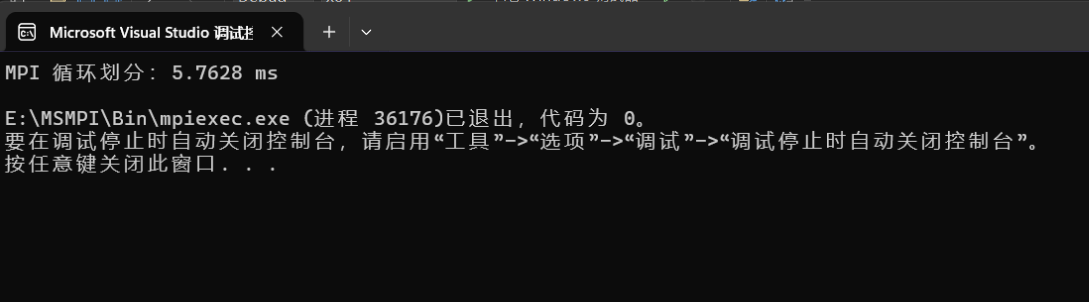 Microsoft Visual Studio 调试控
MPI 循环划分: 5.7628 ms
E:\MSMPI\Bin\mpiexec.exe (进程 36176)已退出，代码为 0。
要在调试停止时自动关闭控制台，请启用“工具”->“选项”->“调试”->“调试停止时自动关闭控制台”。
按任意键关闭此窗口. . .